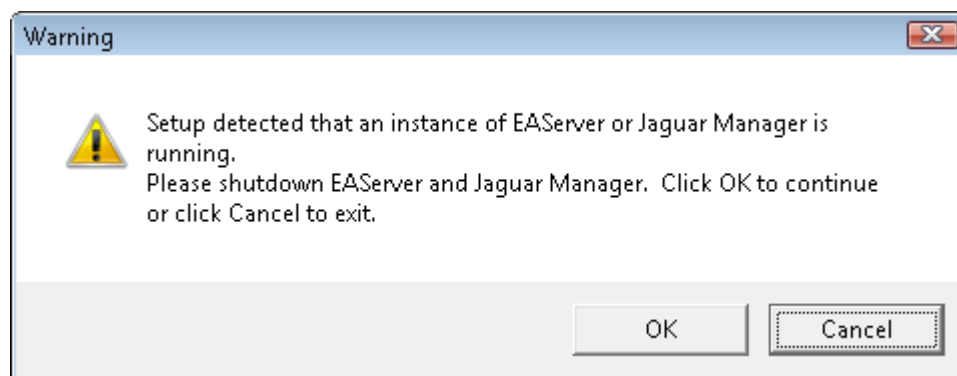 Warning
Setup detected that an instance of EAServer or Jaguar Manager is
running.
Please shutdown EAServer and Jaguar Manager.  Click OK to continue
or click Cancel to exit.
OK
Cancel